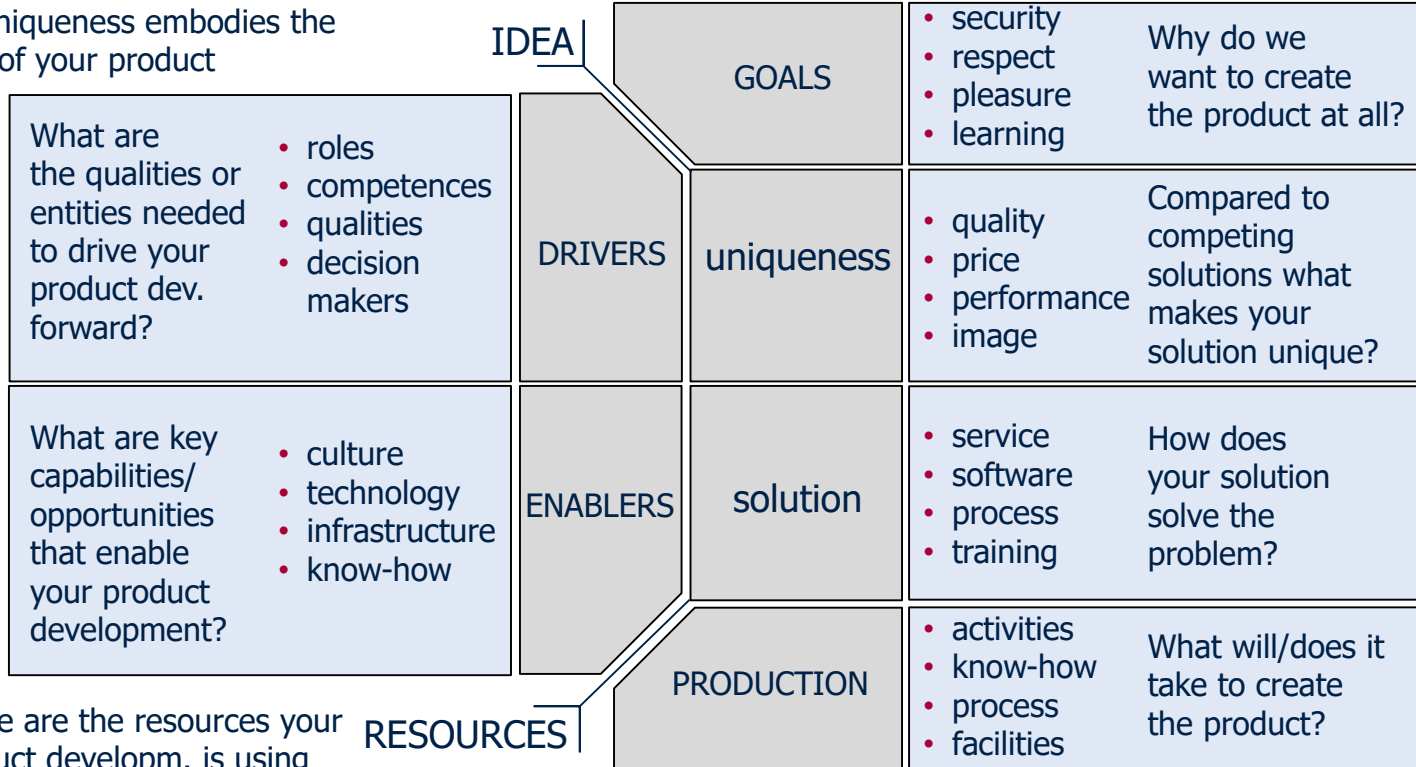 niqueness embodies the
of your product
IDEA
GOALS
• security
• respect
• pleasure
• learning
Why do we
want to create
the product at all?
What are
the qualities or
entities needed
to drive your
product dev.
forward?
• roles
• competences
• qualities
• decision
makers
DRIVERS
uniqueness
• quality
• price
• performance
• image
Compared to
competing
solutions what
makes your
solution unique?
What are key
capabilities/
opportunities
that enable
your product
development?
• culture
• technology
• infrastructure
• know-how
ENABLERS
solution
• service
• software
• process
• training
How does
your solution
solve the
problem?
PRODUCTION
• activities
• know-how
• process
• facilities
What will/does it
take to create
the product?
e are the resources your
uct developm. is using
RESOURCES